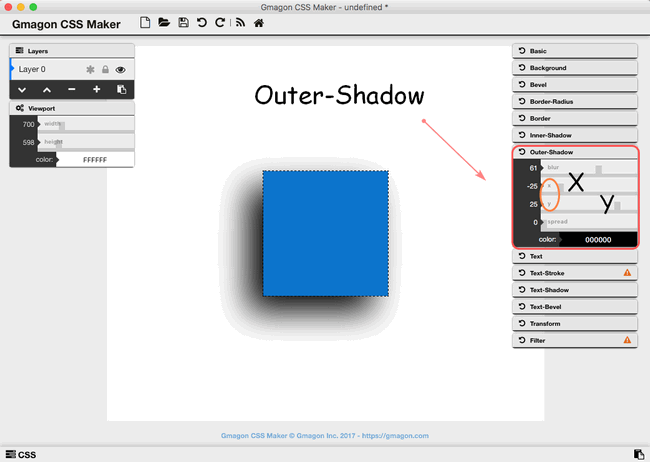 Gmagon CSS Maker - undefined *
Gmagon CSS Maker
Layers
Layer 0
Viewport
700 width
598 height
color: FFFFFF
Outer-Shadow
Basic
Background
Bevel
Border-Radius
Border
Inner-Shadow
Outer-Shadow
61 blur
-25 x X
25 y y
0 spread
color: 000000
Text
Text-Stroke
Text-Shadow
Text-Bevel
Transform
Filter
Gmagon CSS Maker © Gmagon Inc. 2017 - https://gmagon.com
CSS